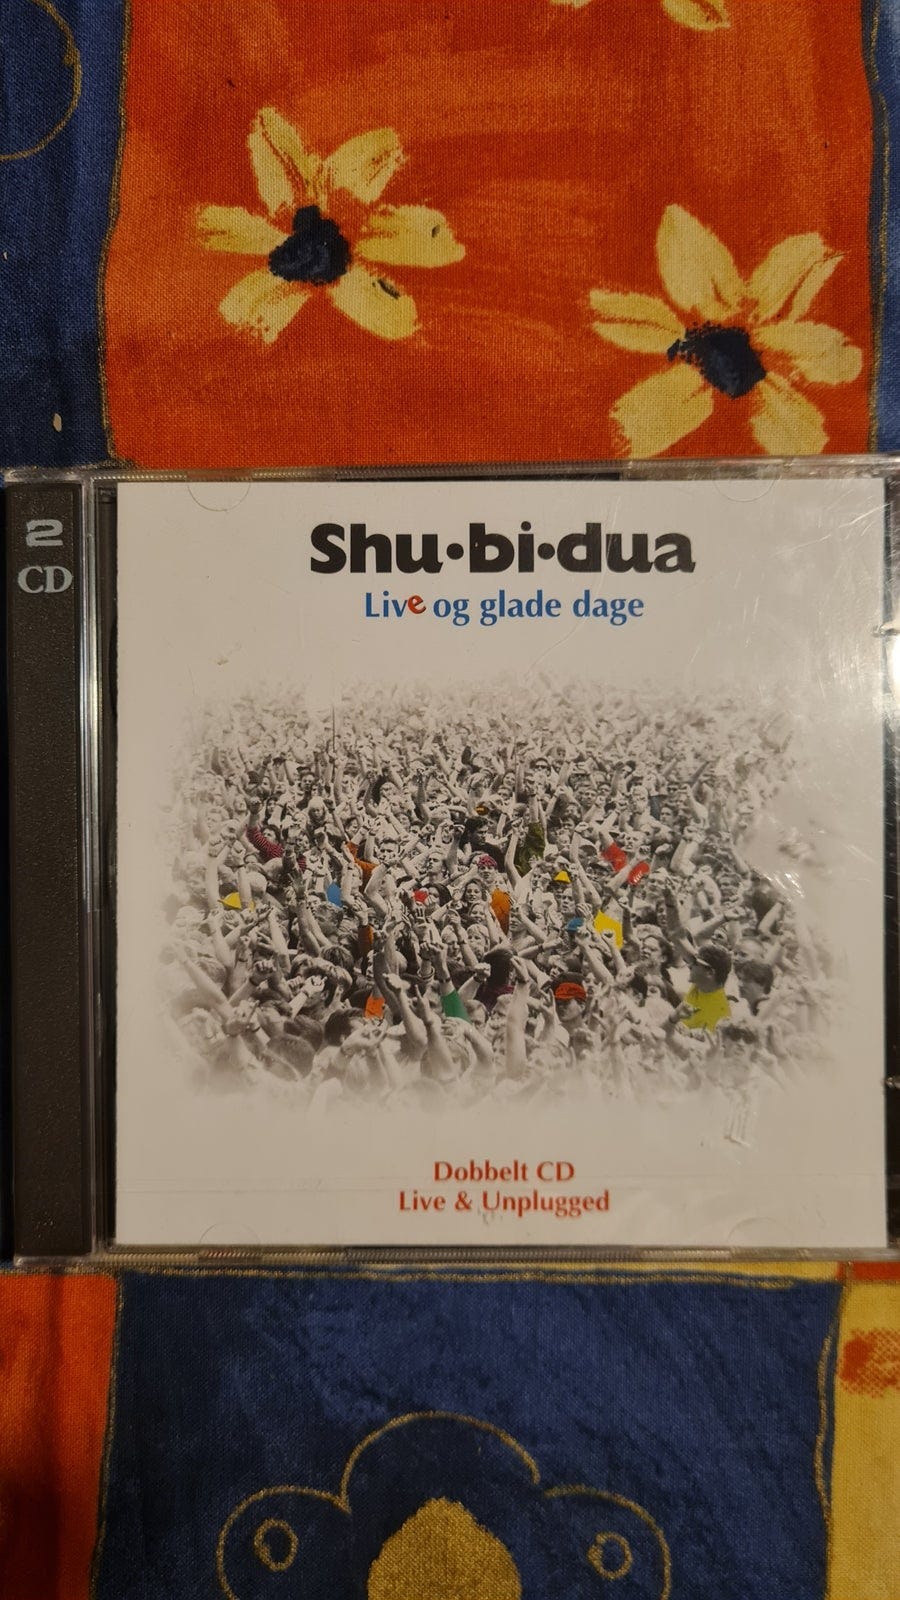 2
CD
Shu•bi•dua
Live og glade dage
Dobbelt CD
Live & Unplugged